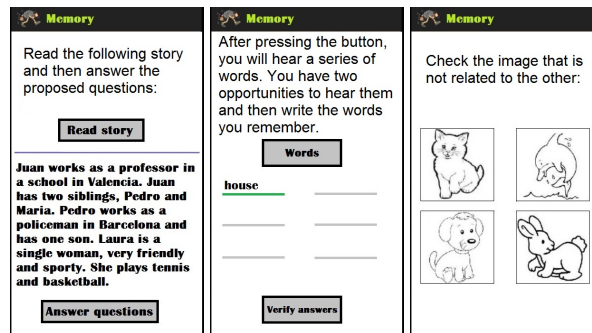 Memory
Read the following story
and then answer the
proposed questions:
Read story
Juan works as a professor in
a school in Valencia. Juan
has two siblings, Pedro and
Maria. Pedro works as a
policeman in Barcelona and
has one son. Laura is a
single woman, very friendly
and sporty. She plays tennis
and basketball.
Answer questions
Memory
After pressing the button,
you will hear a series of
words. You have two
opportunities to hear them
and then write the words
you remember.
Words
house
Verify answers
Memory
Check the image that is
not related to the other: